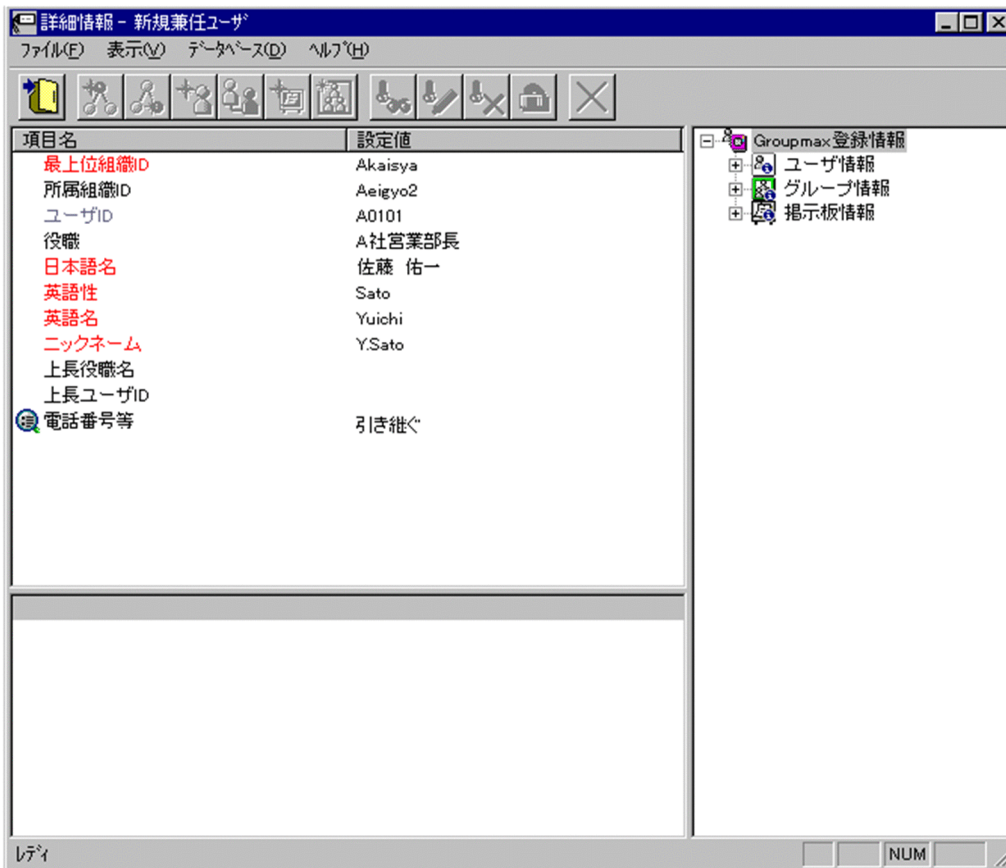 詳細情報 - 新規兼任ユーザ
ファイル(F) 表示(V) データベース(D) ヘルプ(H)
項目名 設定値
最上位組織ID Akaisya
所属組織ID Aeigyo2
ユーザID A0101
役職 A社営業部長
日本語名 佐藤 佑一
英語性 Sato
英語名 Yuichi
ニックネーム Y.Sato
上長役職名
上長ユーザID
電話番号等 引き継ぐ
Groupmax登録情報
ユーザ情報
グループ情報
掲示板情報
レディ
NUM